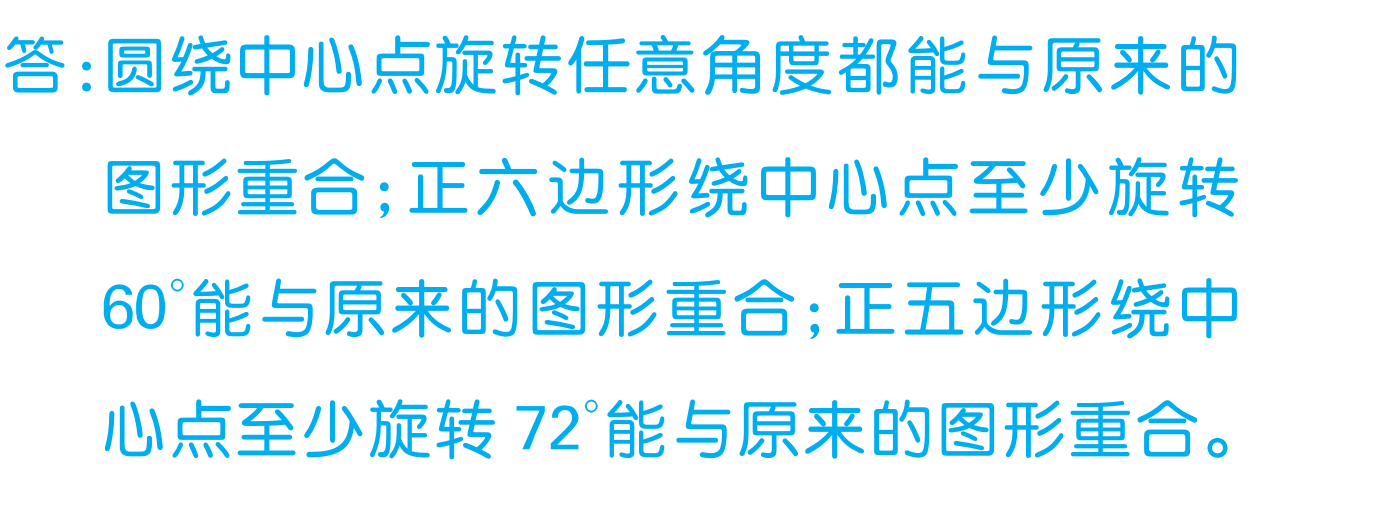 答:圆绕中心点旋转任意角度都能与原来的
图形重合;正六边形绕中心点至少旋转
60°能与原来的图形重合;正五边形绕中
心点至少旋转 72°能与原来的图形重合。